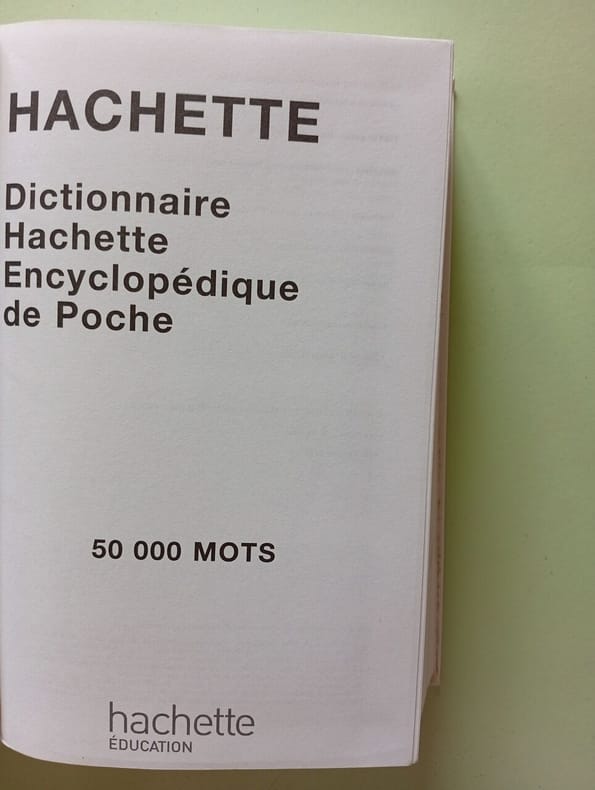 HACHETTE
Dictionnaire
Hachette
Encyclopédique
de Poche
50 000 MOTS
hachette
ÉDUCATION